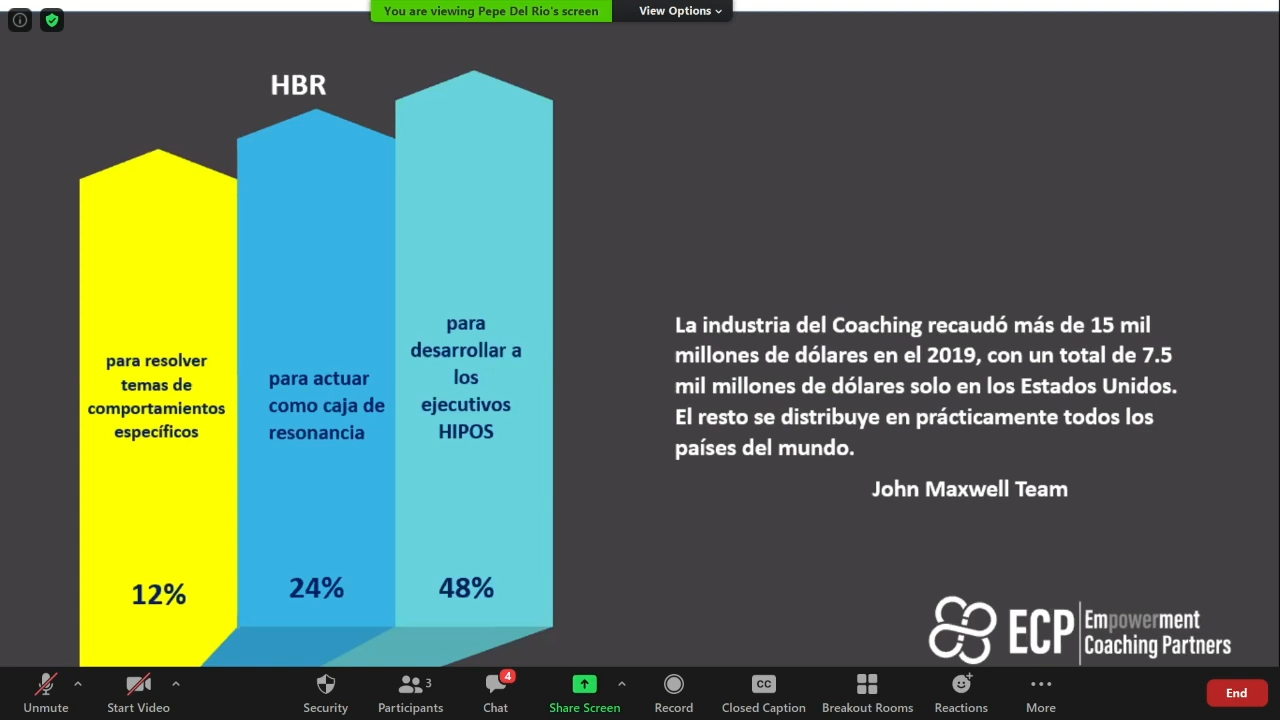 You are viewing Pepe Del Rio's screen
View Options
HBR
para resolver
temas de
comportamientos
específicos
12%
para actuar
como caja de
resonancia
24%
para
desarrollar a
los
ejecutivos
HIPOS
48%
La industria del Coaching recaudó más de 15 mil
millones de dólares en el 2019, con un total de 7.5
mil millones de dólares solo en los Estados Unidos.
El resto se distribuye en prácticamente todos los
países del mundo.
John Maxwell Team
ECP
Empowerment
Coaching Partners
Unmute
Start Video
Security
3
Participants
4
Chat
Share Screen
Record
CC
Closed Caption
Breakout Rooms
Reactions
More
End